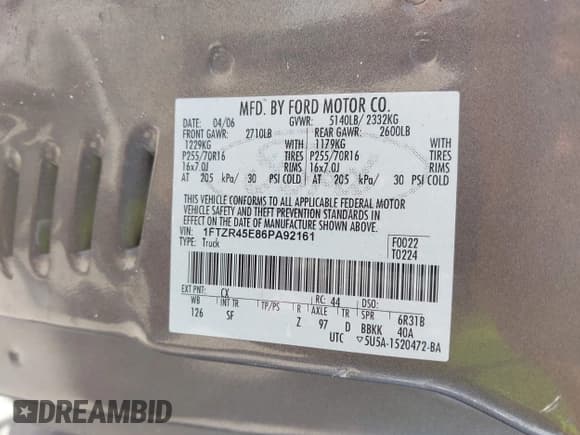 MFD. BY FORD MOTOR CO.
DATE: 04/06 GVWR: 5140LB/ 2332KG
FRONT GAWR: 2710LB REAR GAWR: 2600LB
1229KG WITH 1179KG WITH
P255/70R16 TIRES P255/70R16 TIRES
16x7.0J RIMS 16x7.0J RIMS
AT 205 kPa/ 30 PSI COLD AT 205 kPa/ 30 PSI COLD
THIS VEHICLE CONFORMS TO ALL APPLICABLE FEDERAL MOTOR
VEHICLE SAFETY AND THEFT PREVENTION STANDARDS IN
EFFECT ON THE DATE OF MANUFACTURE SHOWN ABOVE.
VIN: 1FTZR45E86PA92161 F0022
TYPE: Truck T0224
EXT PNT: CX RC: 44 DSO:
WB INT TR TP/PS R AXLE TR SPR 6R31B
126 SF Z 97 D BBKK 40A
UTC ▽5U5A-1520472-BA
DREAMBID